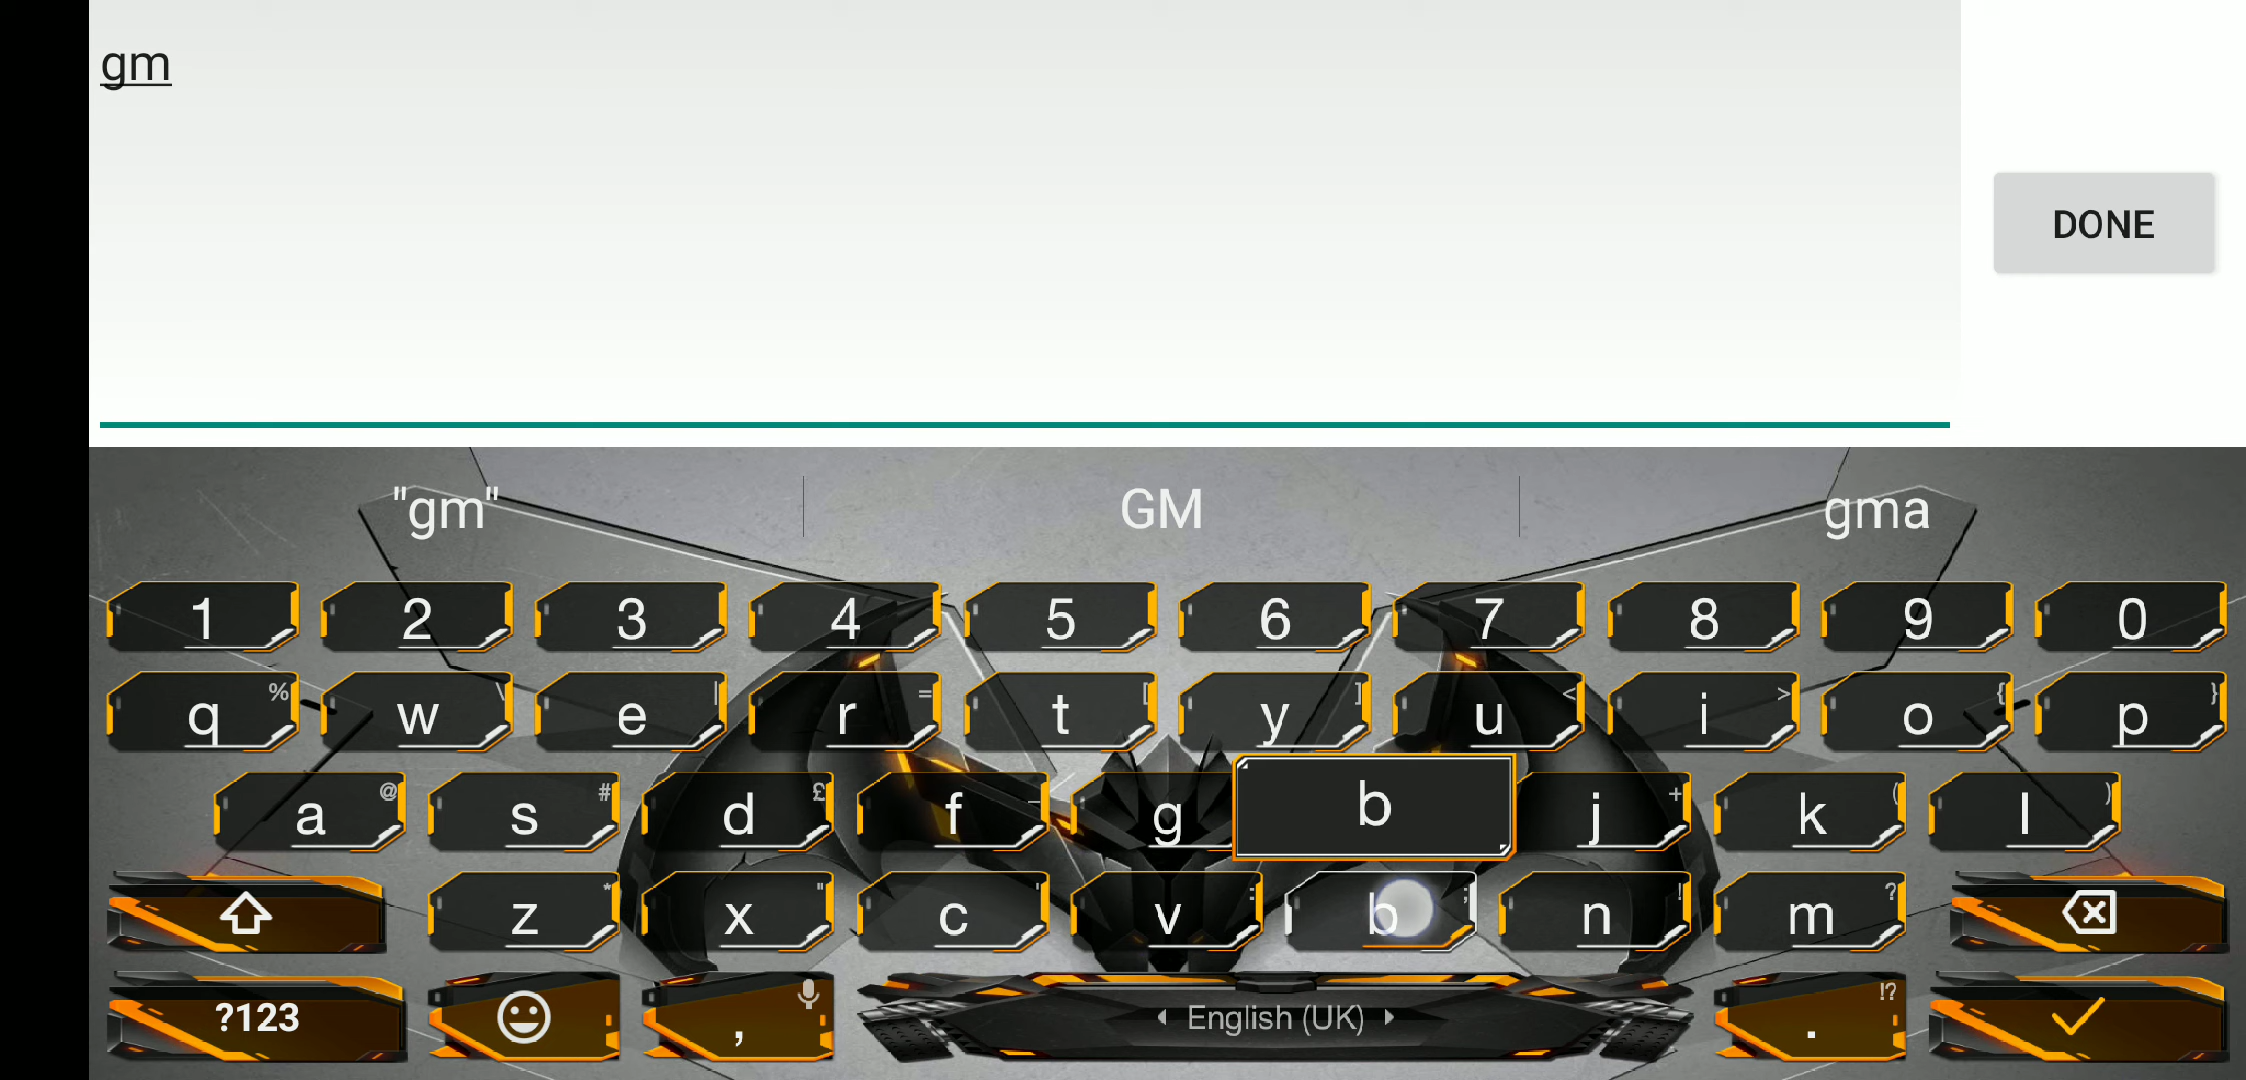 gm
DONE
"gm" GM gma
1 2 3 4 5 6 7 8 9 0
q % w \ e | r = t [ y ] u < i > o { p }
a @ s # d £ f _ g b j + k ( l )
z * x " c ' v : b ; n ! m ?
?123 , English (UK) . !?